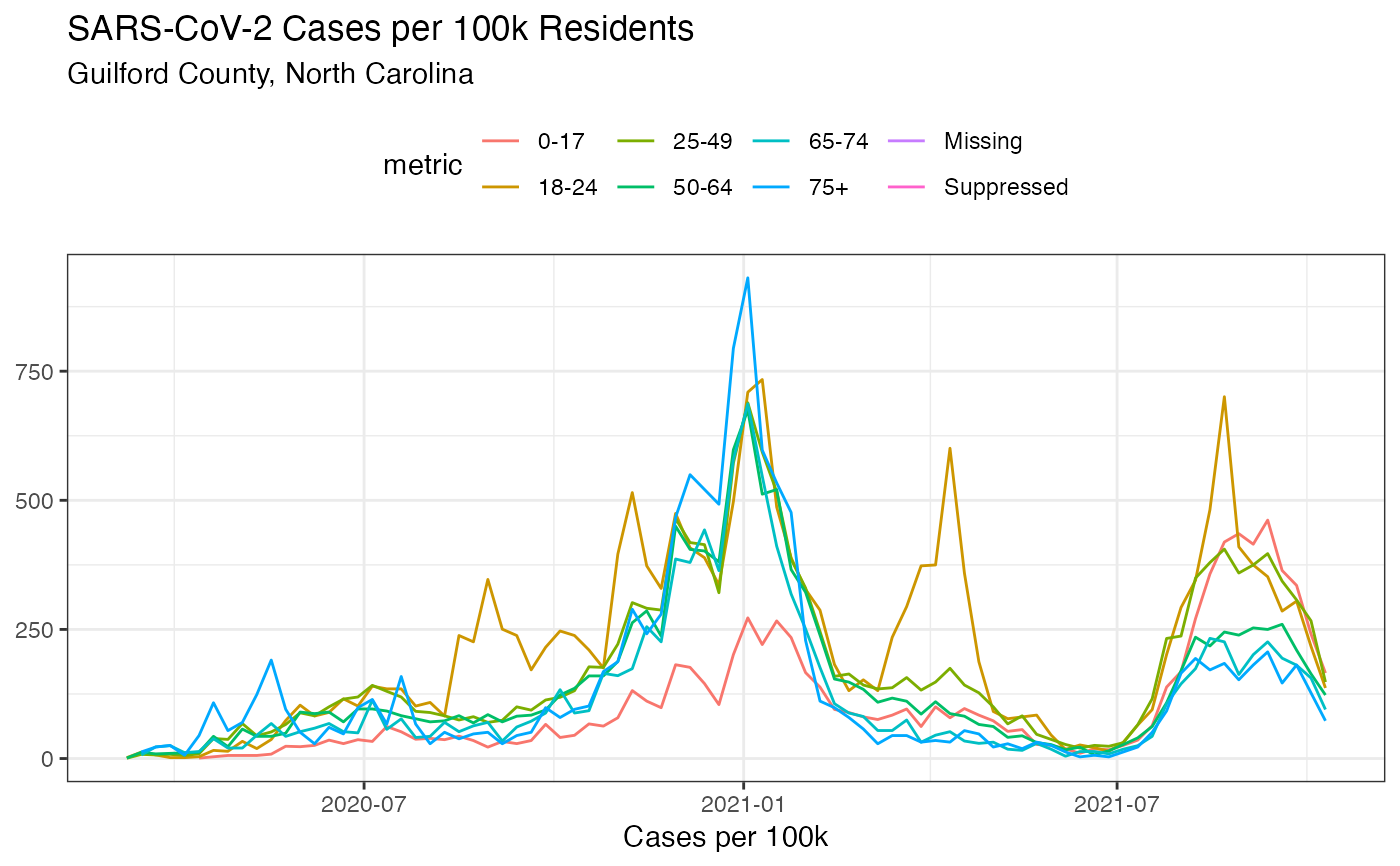 SARS-CoV-2 Cases per 100k Residents
Guilford County, North Carolina
metric
0-17 25-49 65-74 Missing
18-24 50-64 75+ Suppressed
750
500
250
0
2020-07 2021-01 2021-07
Cases per 100k